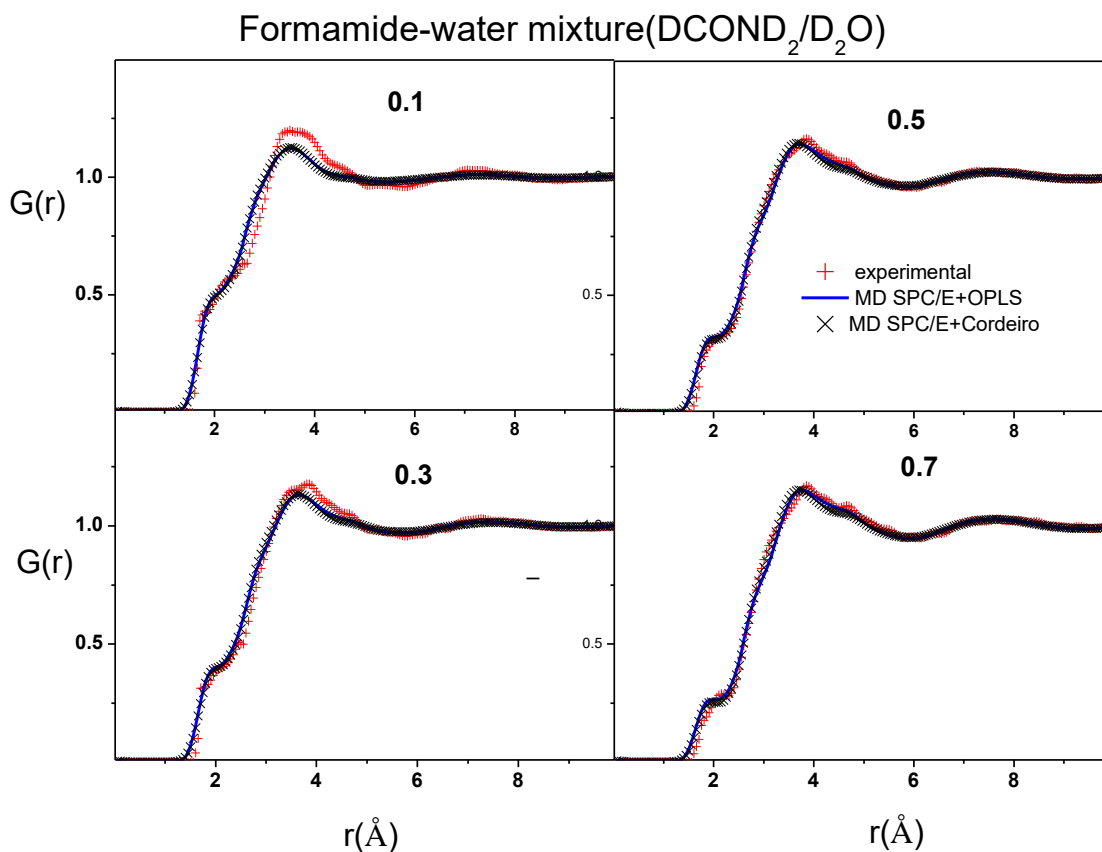 Formamide-water mixture(DCOND₂/D₂O)
0.1
0.5
G(r)
1.0
0.5
1.0
0.5
+ experimental
MD SPC/E+OPLS
× MD SPC/E+Cordeiro
2 4 6 8
2 4 6 8
0.3
0.7
G(r)
1.0
0.5
1.0
0.5
2 4 6 8
2 4 6 8
r(Å)
r(Å)